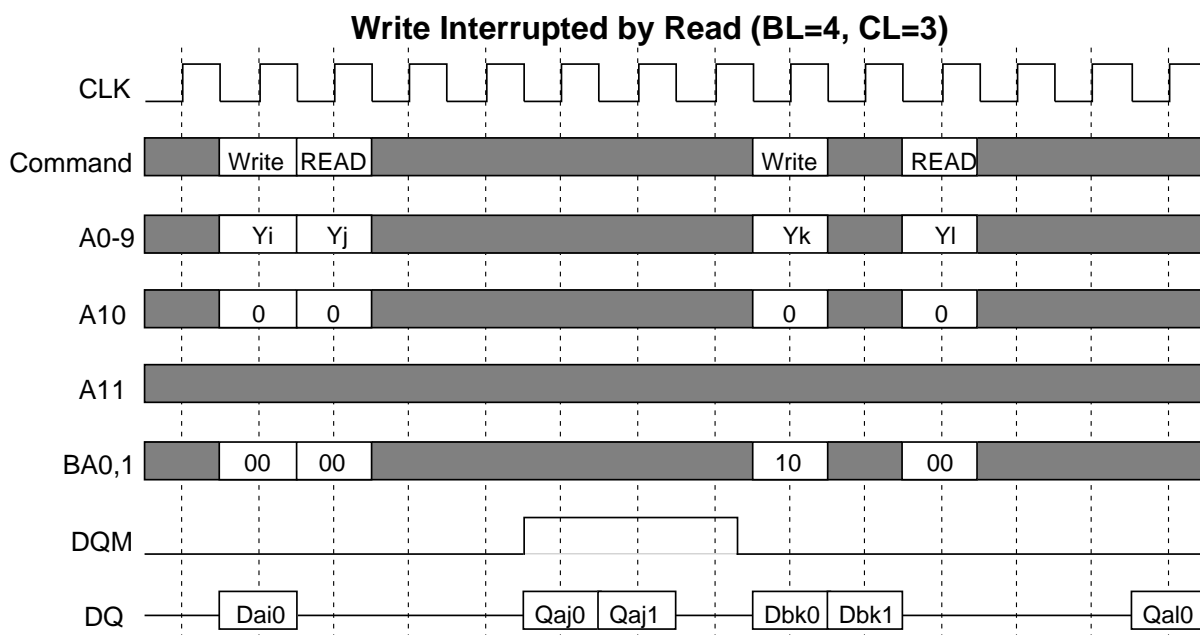 Write Interrupted by Read (BL=4, CL=3)
CLK
Command Write READ Write READ
A0-9 Yi Yj Yk Yl
A10 0 0 0 0
A11
BA0,1 00 00 10 00
DQM
DQ Dai0 Qaj0 Qaj1 Dbk0 Dbk1 Qal0